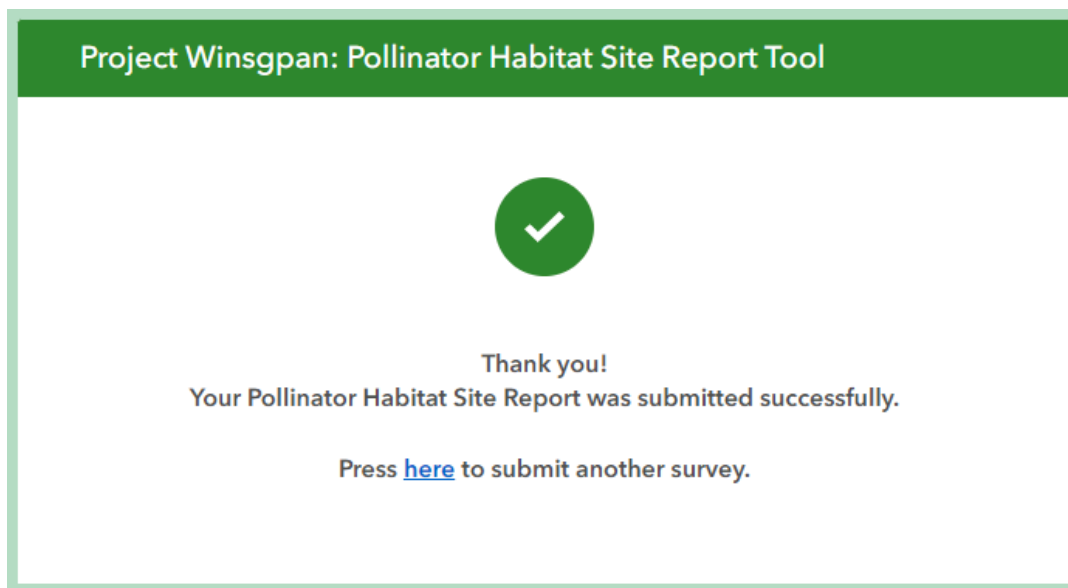 Project Winsgpan: Pollinator Habitat Site Report Tool
Thank you!
Your Pollinator Habitat Site Report was submitted successfully.
Press here to submit another survey.